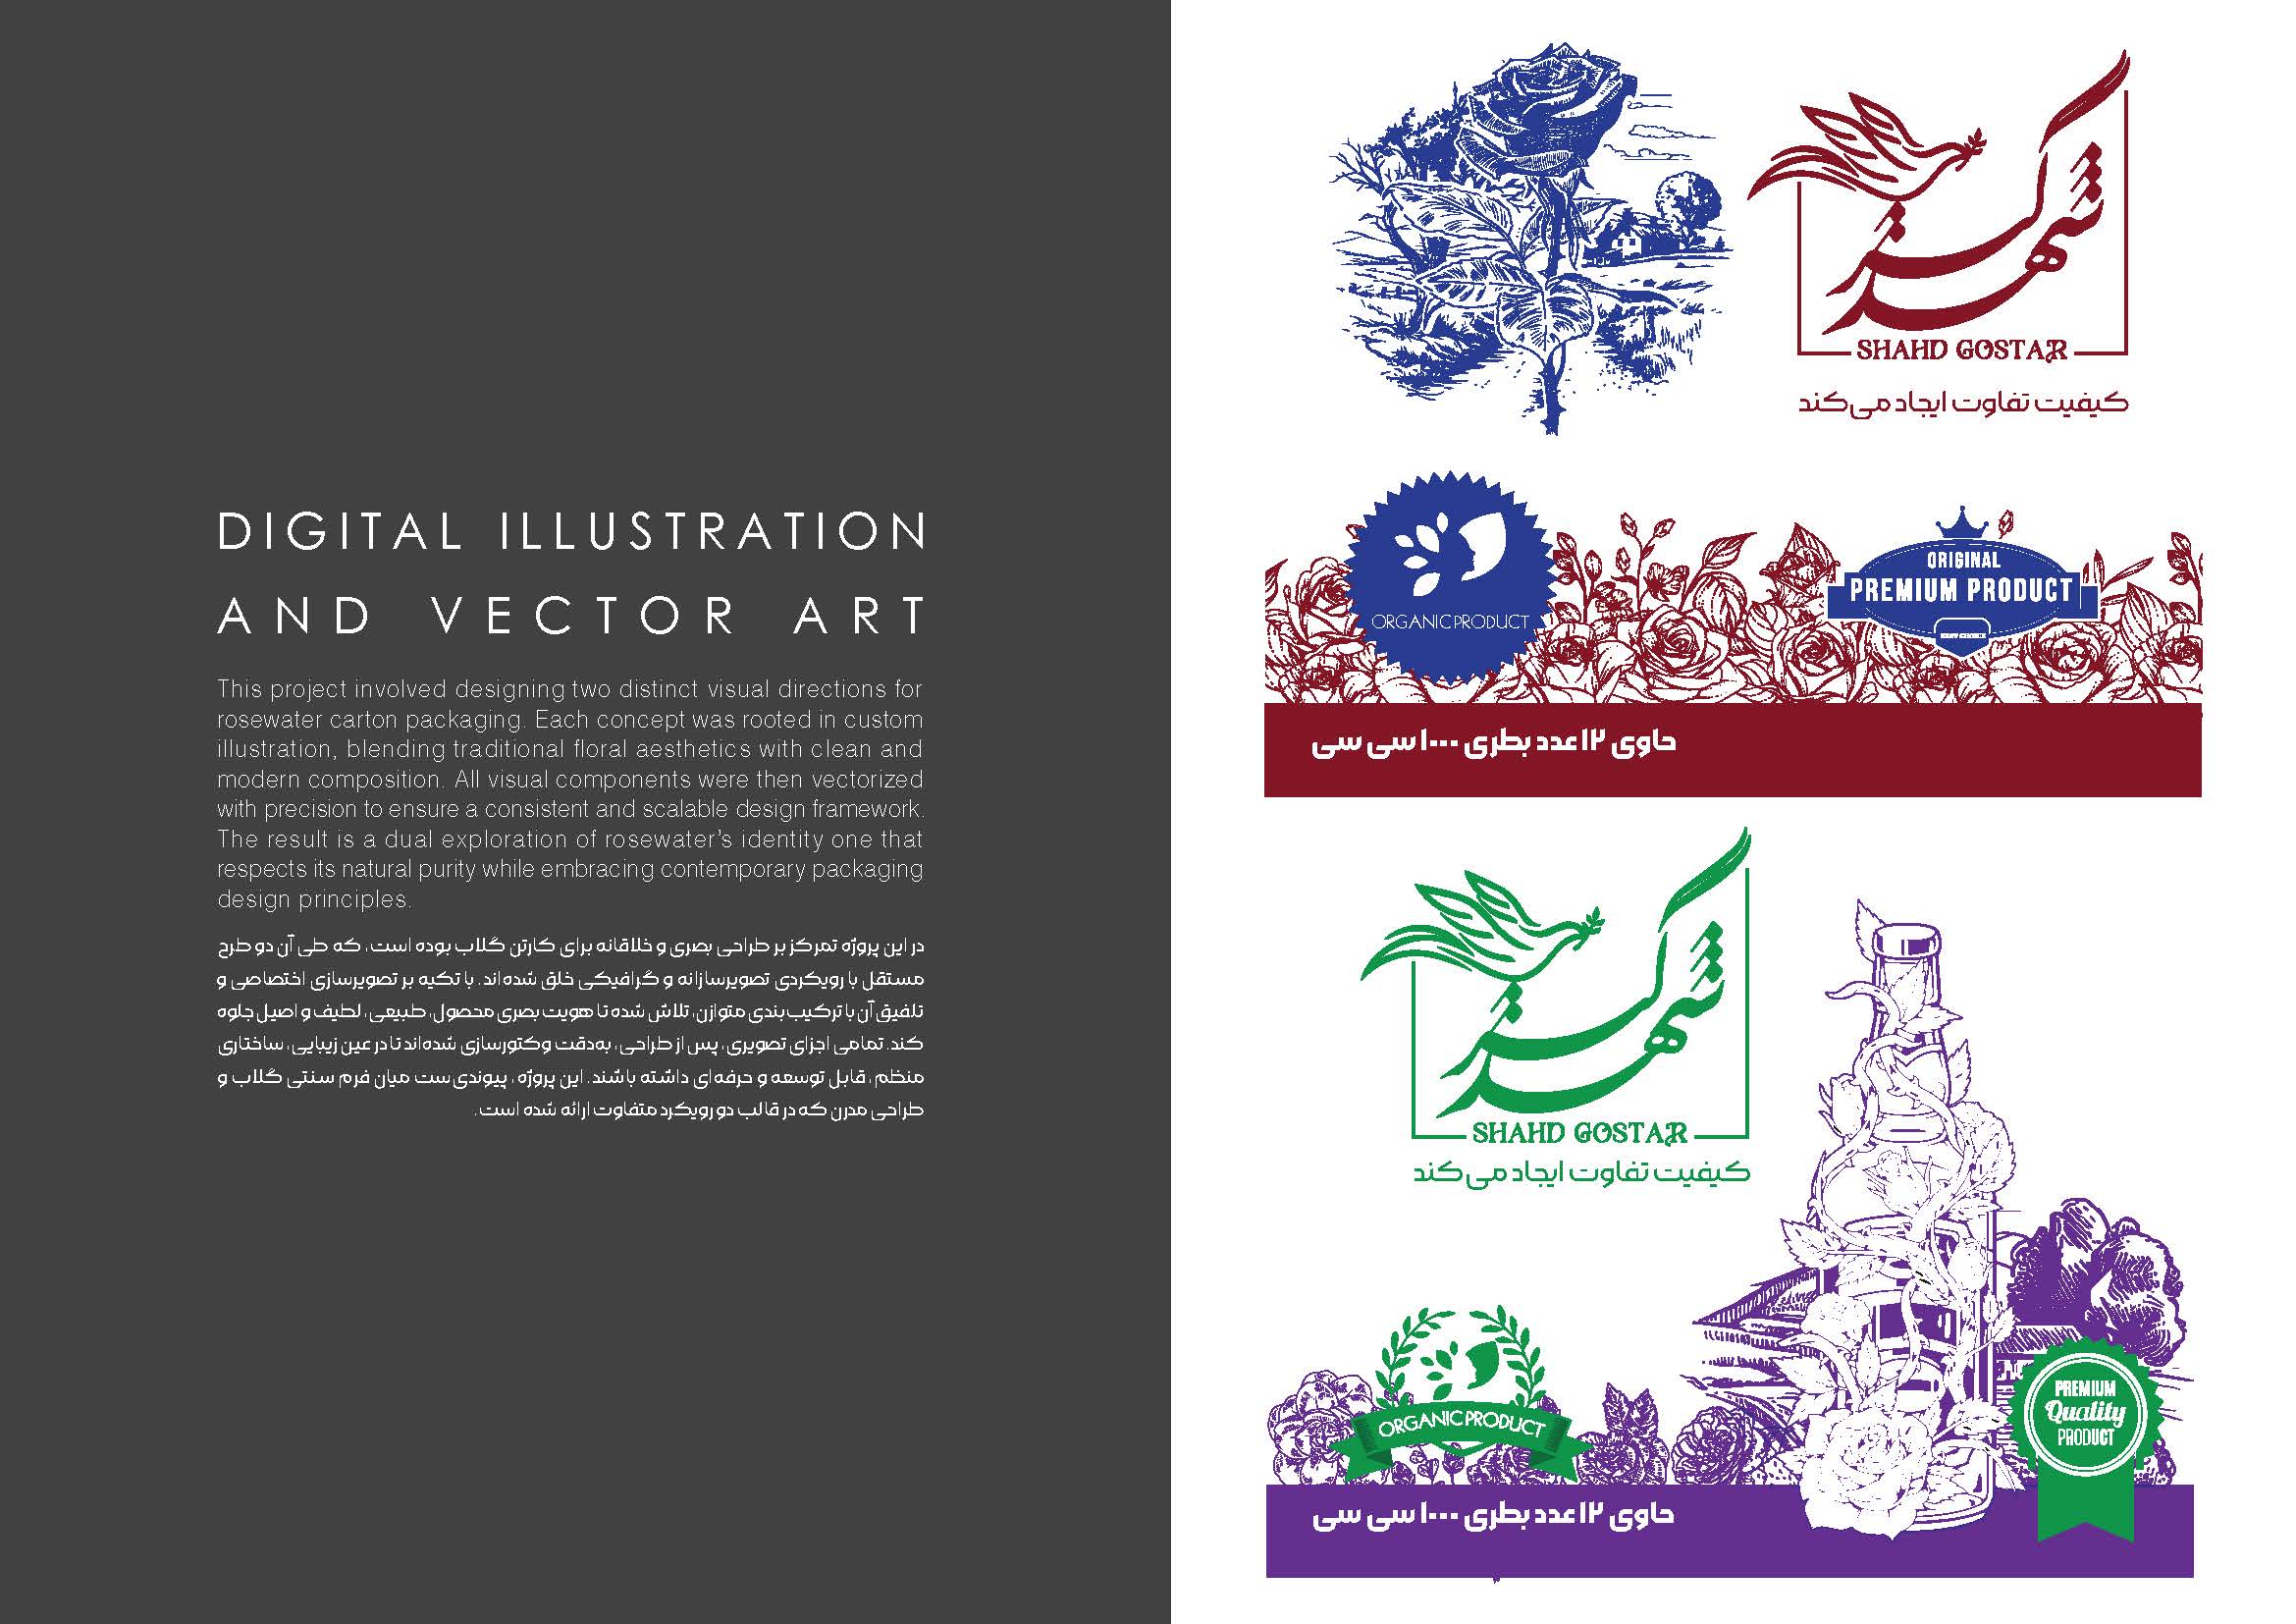 DIGITAL ILLUSTRATION
AND VECTOR ART
This project involved designing two distinct visual directions for
rosewater carton packaging. Each concept was rooted in custom
illustration, blending traditional floral aesthetics with clean and
modern composition. All visual components were then vectorized
with precision to ensure a consistent and scalable design framework.
The result is a dual exploration of rosewater's identity one that
respects its natural purity while embracing contemporary packaging
design principles.
در این پروژه تمرکز بر طراحی بصری و خلاقانه برای کارتن گلاب بوده است، که طی آن دو طرح
مستقل با رویکردی تصویرسازانه و گرافیکی خلق شده‌اند. با تکیه بر تصویرسازی اختصاصی و
تلفیق آن با ترکیب‌بندی متوازن، تلاش شده تا هویت بصری محصول، طبیعی، لطیف و اصیل جلوه
کند. تمامی اجزای تصویری، پس از طراحی، به‌دقت وکتورسازی شده‌اند تا در عین زیبایی، ساختاری
منظم، قابل توسعه و حرفه‌ای داشته باشند. این پروژه، پیوندی‌ست میان فرم سنتی گلاب و
طراحی مدرن که در قالب دو رویکرد متفاوت ارائه شده است.
شهد گستر
SHAHD GOSTAR
کیفیت تفاوت ایجاد می‌کند
ORGANIC PRODUCT
ORIGINAL
PREMIUM PRODUCT
حاوی ۱۲ عدد بطری ۱۰۰۰ سی سی
شهد گستر
SHAHD GOSTAR
کیفیت تفاوت ایجاد می‌کند
ORGANIC PRODUCT
PREMIUM
Quality
PRODUCT
حاوی ۱۲ عدد بطری ۱۰۰۰ سی سی